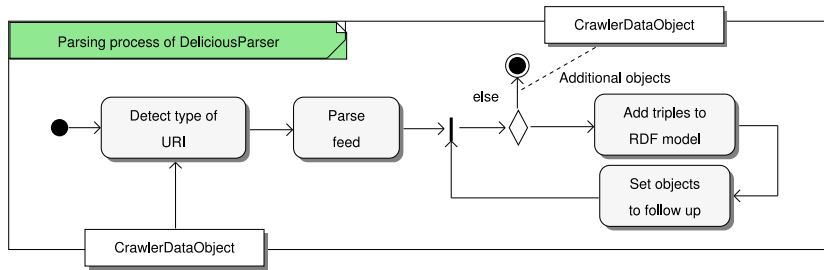 CrawlerDataObject
Parsing process of DeliciousParser
Additional objects
else
Detect type of
URI
Parse
feed
Add triples to
RDF model
Set objects
to follow up
CrawlerDataObject